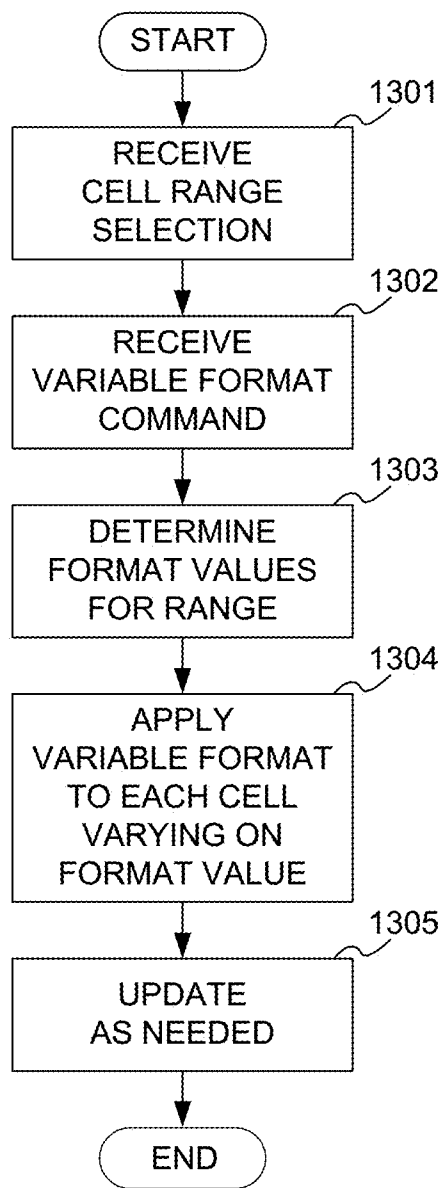 START
1301
RECEIVE
CELL RANGE
SELECTION
1302
RECEIVE
VARIABLE FORMAT
COMMAND
1303
DETERMINE
FORMAT VALUES
FOR RANGE
1304
APPLY
VARIABLE FORMAT
TO EACH CELL
VARYING ON
FORMAT VALUE
1305
UPDATE
AS NEEDED
END